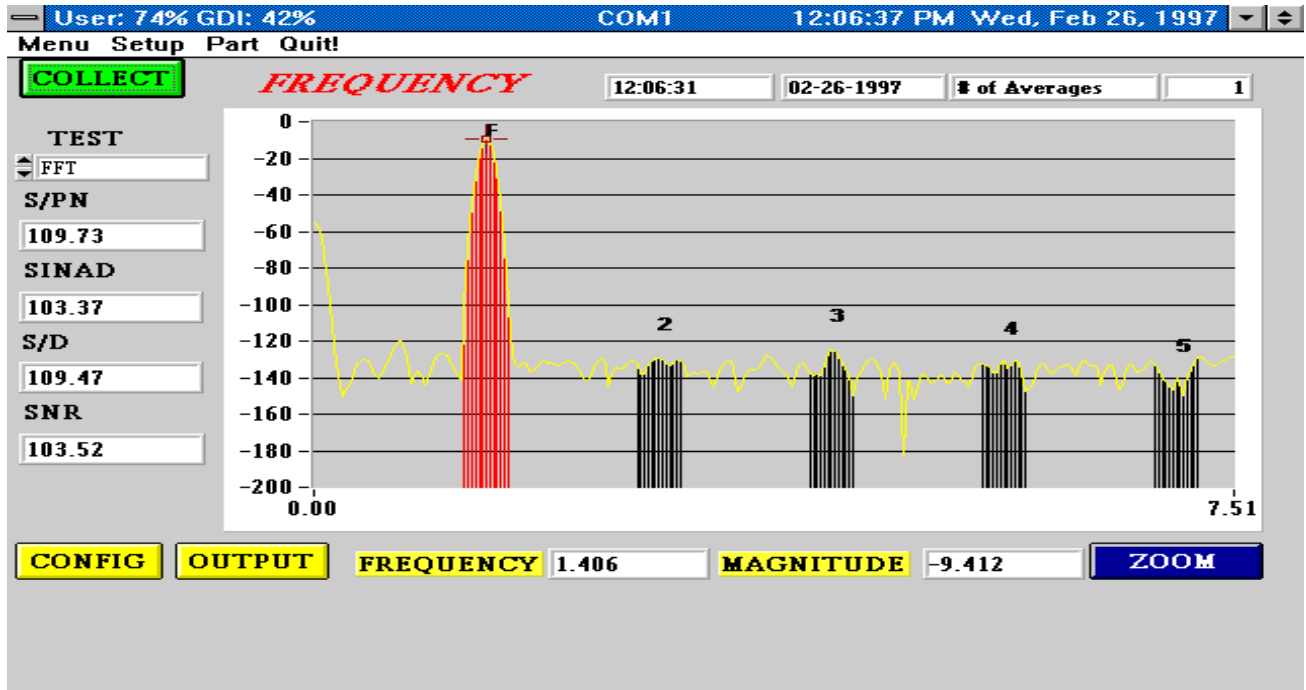 User: 74% GDI: 42% COM1 12:06:37 PM Wed, Feb 26, 1997
Menu Setup Part Quit!
COLLECT
FREQUENCY
12:06:31
02-26-1997
# of Averages
1
TEST
FFT
S/PN
109.73
SINAD
103.37
S/D
109.47
SNR
103.52
0
-20
-40
-60
-80
-100
-120
-140
-160
-180
-200
F
2
3
4
5
0.00
7.51
CONFIG
OUTPUT
FREQUENCY 1.406
MAGNITUDE -9.412
ZOOM